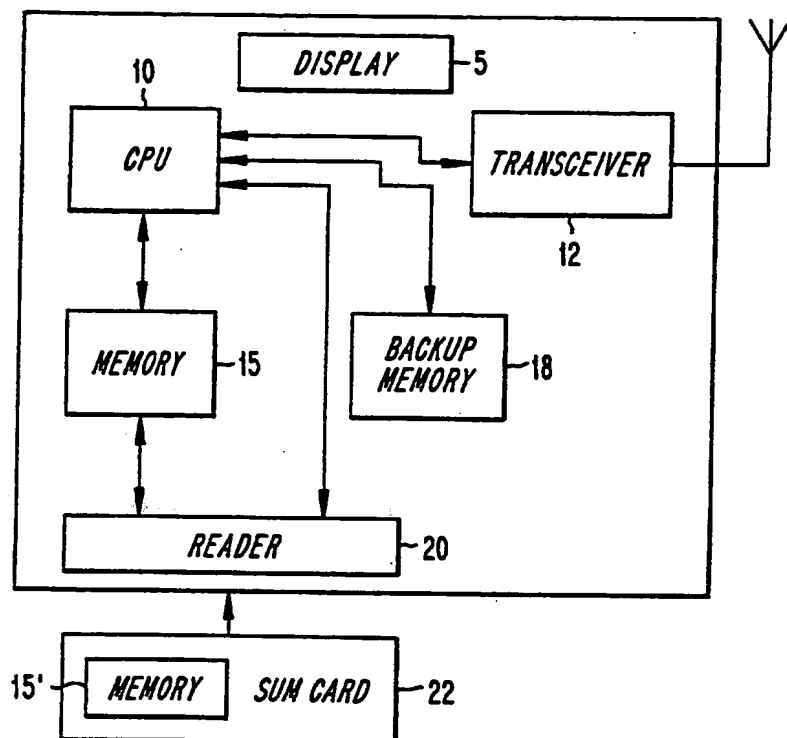 DISPLAY 5
10
CPU
TRANSCEIVER
12
MEMORY 15
BACKUP
MEMORY 18
READER 20
15' MEMORY SUM CARD 22